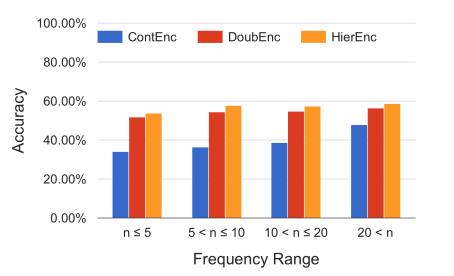 100.00%
ContEnc DoubEnc HierEnc
80.00%
60.00%
40.00%
20.00%
0.00%
Accuracy
n ≤ 5 5 < n ≤ 10 10 < n ≤ 20 20 < n
Frequency Range